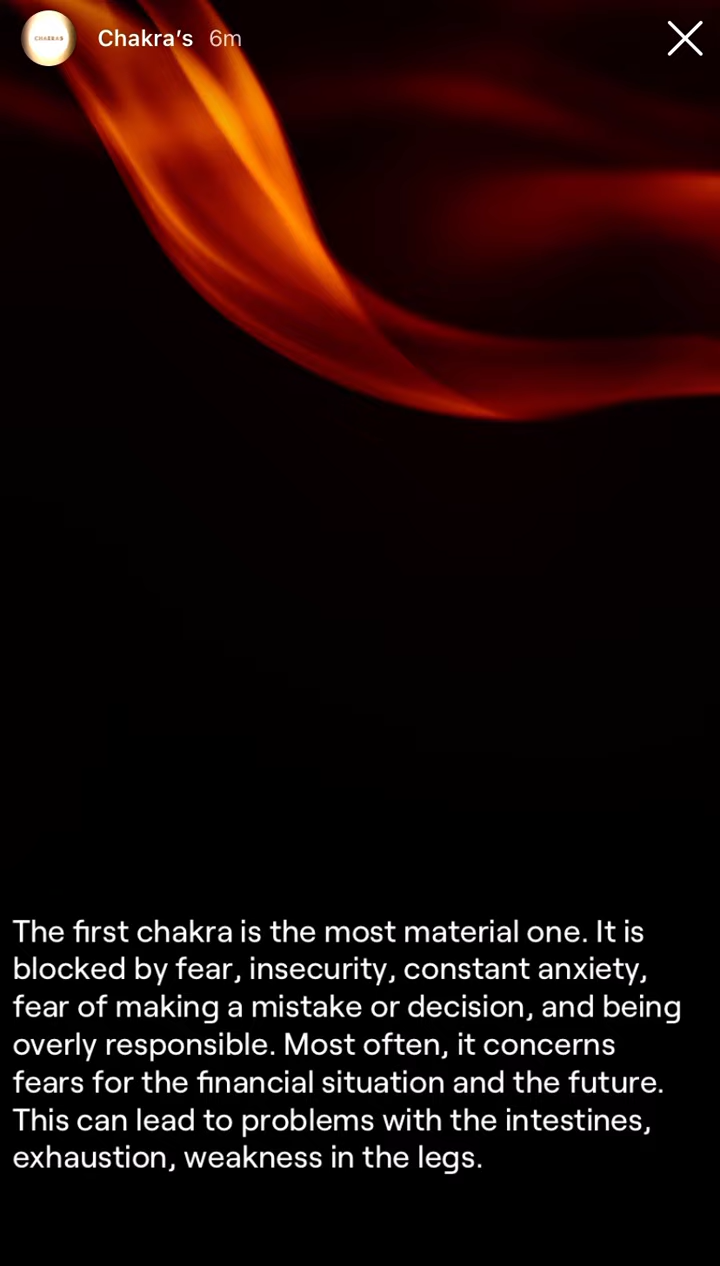 CHAKRAS
Chakra’s 6m
The first chakra is the most material one. It is
blocked by fear, insecurity, constant anxiety,
fear of making a mistake or decision, and being
overly responsible. Most often, it concerns
fears for the financial situation and the future.
This can lead to problems with the intestines,
exhaustion, weakness in the legs.